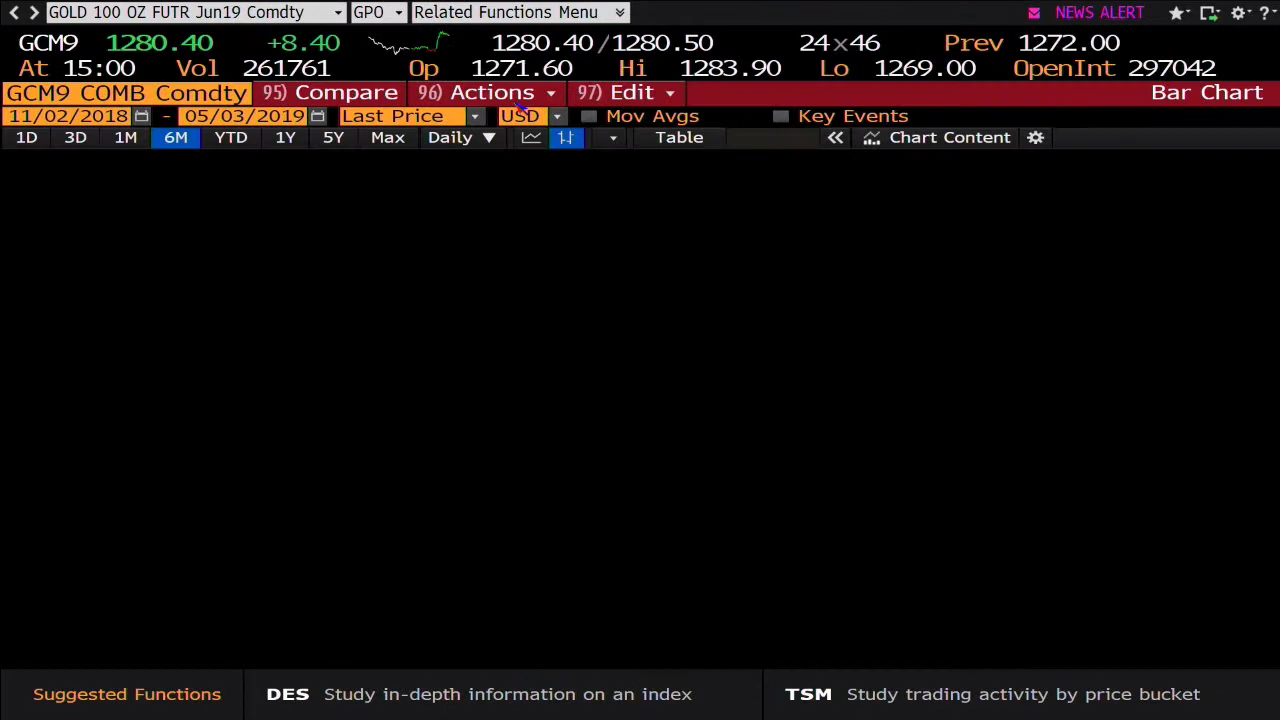 GOLD 100 OZ FUTR Jun19 Comdty GPO Related Functions Menu NEWS ALERT ?
GCM9 1280.40 +8.40 1280.40/1280.50 24×46 Prev 1272.00
At 15:00 Vol 261761 Op 1271.60 Hi 1283.90 Lo 1269.00 OpenInt 297042
GCM9 COMB Comdty 95) Compare 96) Actions 97) Edit Bar Chart
11/02/2018 - 05/03/2019 Last Price USD Mov Avgs Key Events
1D 3D 1M 6M YTD 1Y 5Y Max Daily ▼ Table « Chart Content
Suggested Functions DES Study in-depth information on an index TSM Study trading activity by price bucket